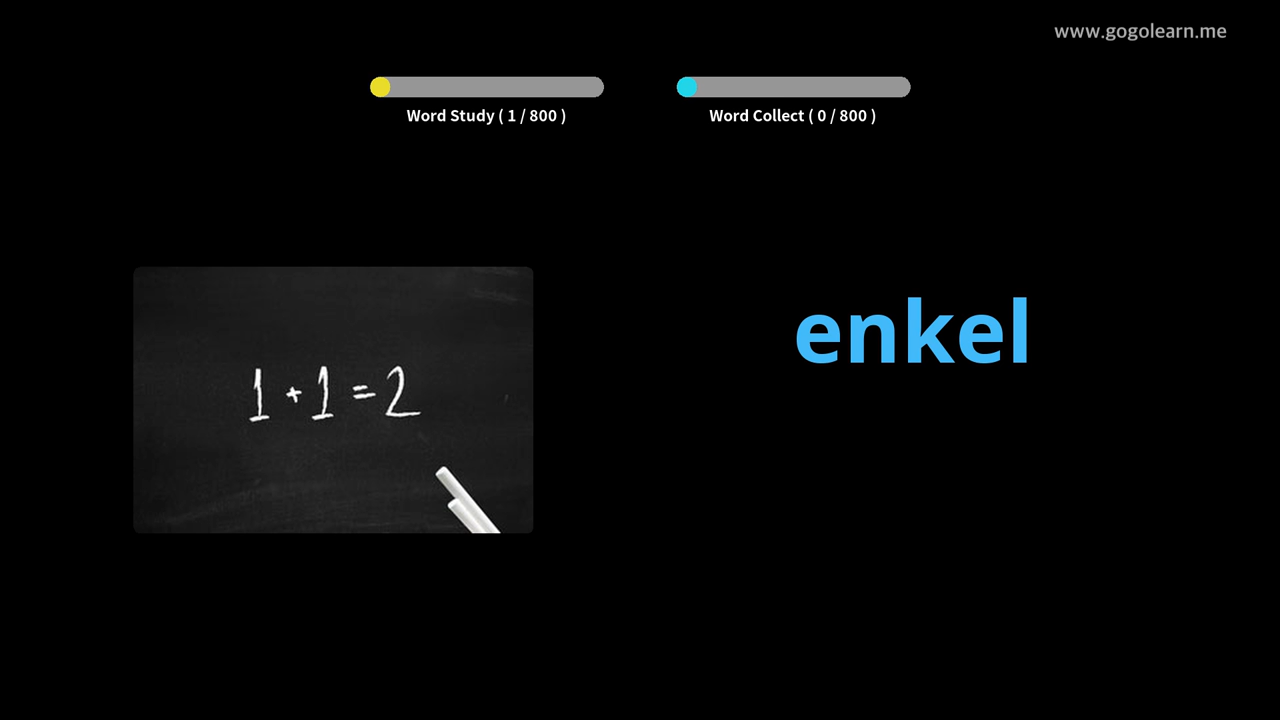 www.gogolearn.me
Word Study ( 1 / 800 )
Word Collect ( 0 / 800 )
enkel
1 + 1 = 2